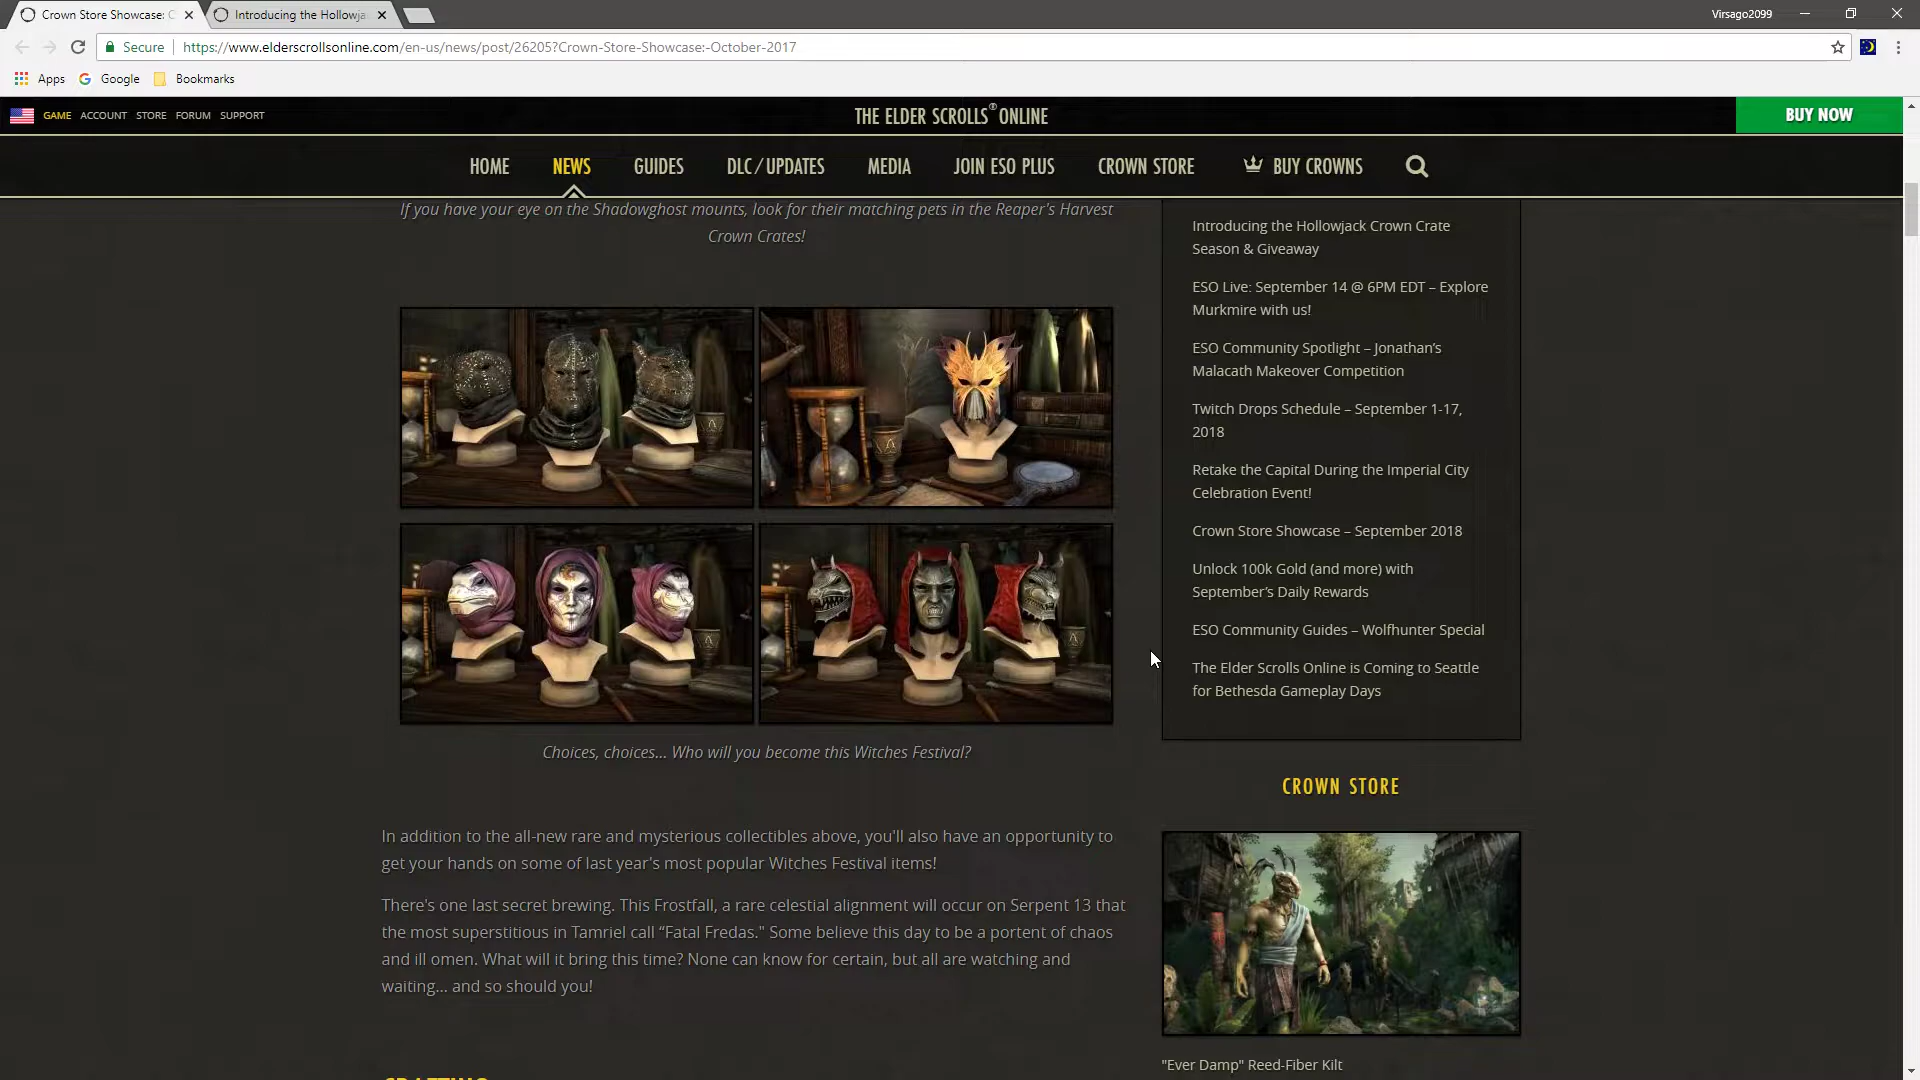 Crown Store Showcase: C
Introducing the Hollowja
Virsago2099
Secure
https://www.elderscrollsonline.com/en-us/news/post/26205?Crown-Store-Showcase:-October-2017
Apps
Google
Bookmarks
GAME ACCOUNT STORE FORUM SUPPORT
THE ELDER SCROLLS® ONLINE
BUY NOW
HOME NEWS GUIDES DLC/UPDATES MEDIA JOIN ESO PLUS CROWN STORE BUY CROWNS
If you have your eye on the Shadowghost mounts, look for their matching pets in the Reaper's Harvest
Crown Crates!
Choices, choices... Who will you become this Witches Festival?
In addition to the all-new rare and mysterious collectibles above, you'll also have an opportunity to
get your hands on some of last year's most popular Witches Festival items!
There's one last secret brewing. This Frostfall, a rare celestial alignment will occur on Serpent 13 that
the most superstitious in Tamriel call “Fatal Fredas." Some believe this day to be a portent of chaos
and ill omen. What will it bring this time? None can know for certain, but all are watching and
waiting... and so should you!
CRAFTING
Introducing the Hollowjack Crown Crate
Season & Giveaway
ESO Live: September 14 @ 6PM EDT – Explore
Murkmire with us!
ESO Community Spotlight – Jonathan’s
Malacath Makeover Competition
Twitch Drops Schedule – September 1-17,
2018
Retake the Capital During the Imperial City
Celebration Event!
Crown Store Showcase – September 2018
Unlock 100k Gold (and more) with
September’s Daily Rewards
ESO Community Guides – Wolfhunter Special
The Elder Scrolls Online is Coming to Seattle
for Bethesda Gameplay Days
CROWN STORE
"Ever Damp" Reed-Fiber Kilt